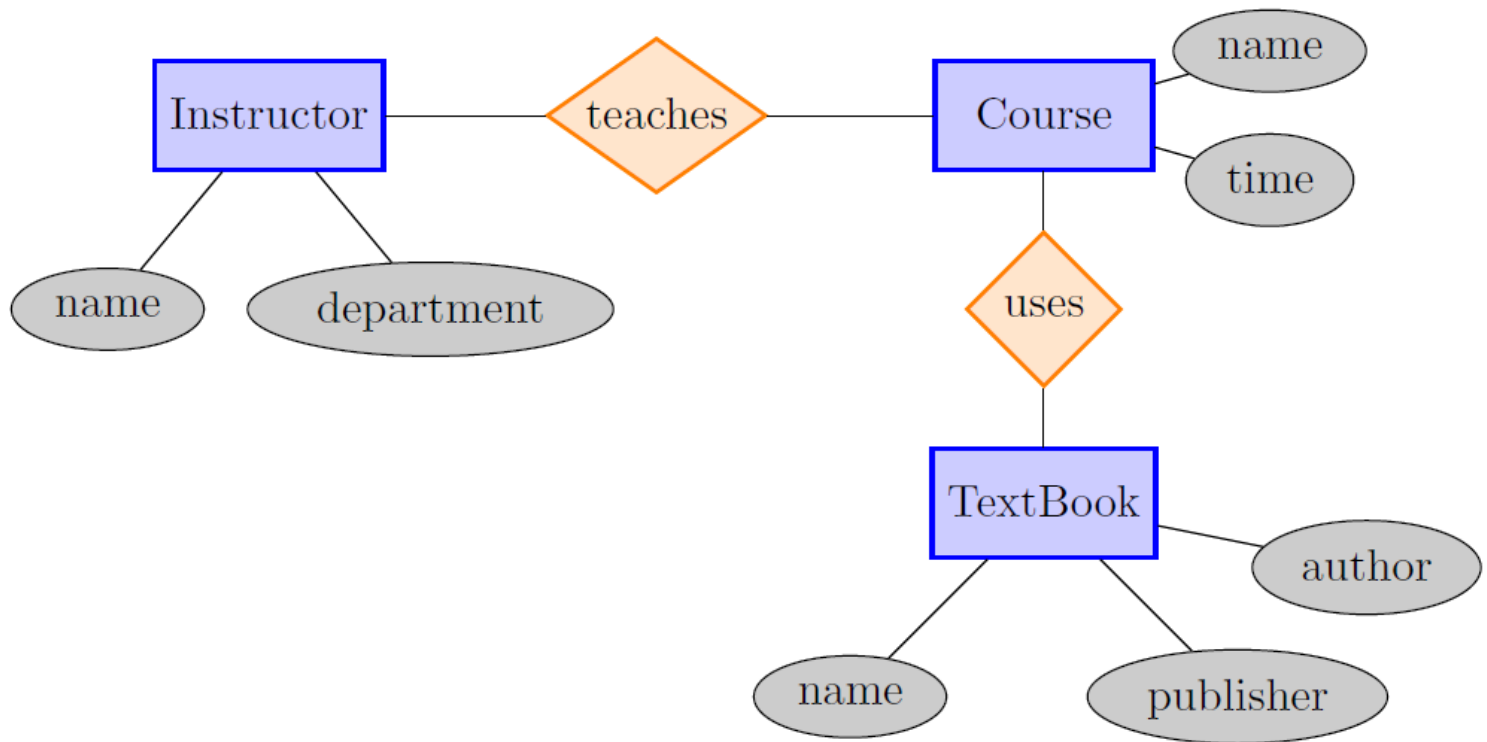 name
Instructor
teaches
Course
time
name
department
uses
TextBook
author
name
publisher